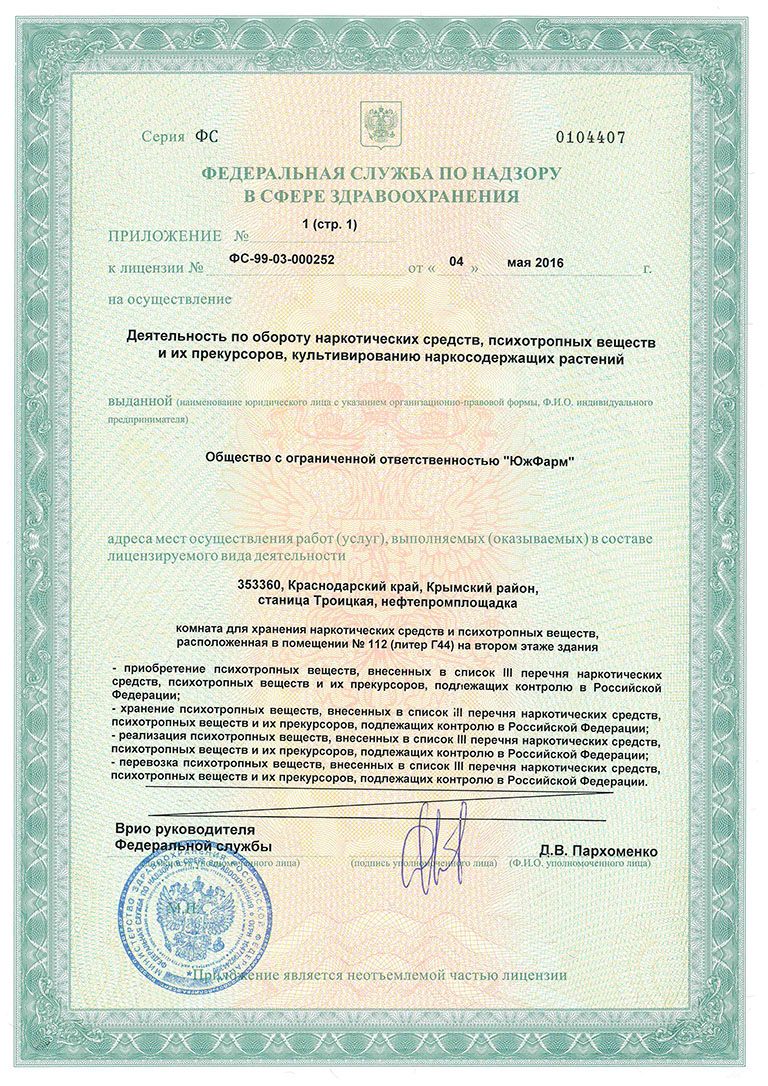 Серия ФС 0104407
ФЕДЕРАЛЬНАЯ СЛУЖБА ПО НАДЗОРУ
В СФЕРЕ ЗДРАВООХРАНЕНИЯ
1 (стр. 1)
ПРИЛОЖЕНИЕ №
к лицензии № ФС-99-03-000252 от « 04 » мая 2016 г.
на осуществление
Деятельность по обороту наркотических средств, психотропных веществ
и их прекурсоров, культивированию наркосодержащих растений
выданной (наименование юридического лица с указанием организационно-правовой формы, Ф.И.О. индивидуального
предпринимателя)
Общество с ограниченной ответственностью "ЮжФарм"
адреса мест осуществления работ (услуг), выполняемых (оказываемых) в составе
лицензируемого вида деятельности
353360, Краснодарский край, Крымский район,
станица Троицкая, нефтепромплощадка
комната для хранения наркотических средств и психотропных веществ,
расположенная в помещении № 112 (литер Г44) на втором этаже здания
- приобретение психотропных веществ, внесенных в список III перечня наркотических
средств, психотропных веществ и их прекурсоров, подлежащих контролю в Российской
Федерации;
- хранение психотропных веществ, внесенных в список III перечня наркотических средств,
психотропных веществ и их прекурсоров, подлежащих контролю в Российской Федерации;
- реализация психотропных веществ, внесенных в список III перечня наркотических средств,
психотропных веществ и их прекурсоров, подлежащих контролю в Российской Федерации;
- перевозка психотропных веществ, внесенных в список III перечня наркотических средств,
психотропных веществ и их прекурсоров, подлежащих контролю в Российской Федерации.
Врио руководителя
Федеральной службы Д.В. Пархоменко
(должность уполномоченного лица) (подпись уполномоченного лица) (Ф.И.О. уполномоченного лица)
М.П.
Приложение является неотъемлемой частью лицензии